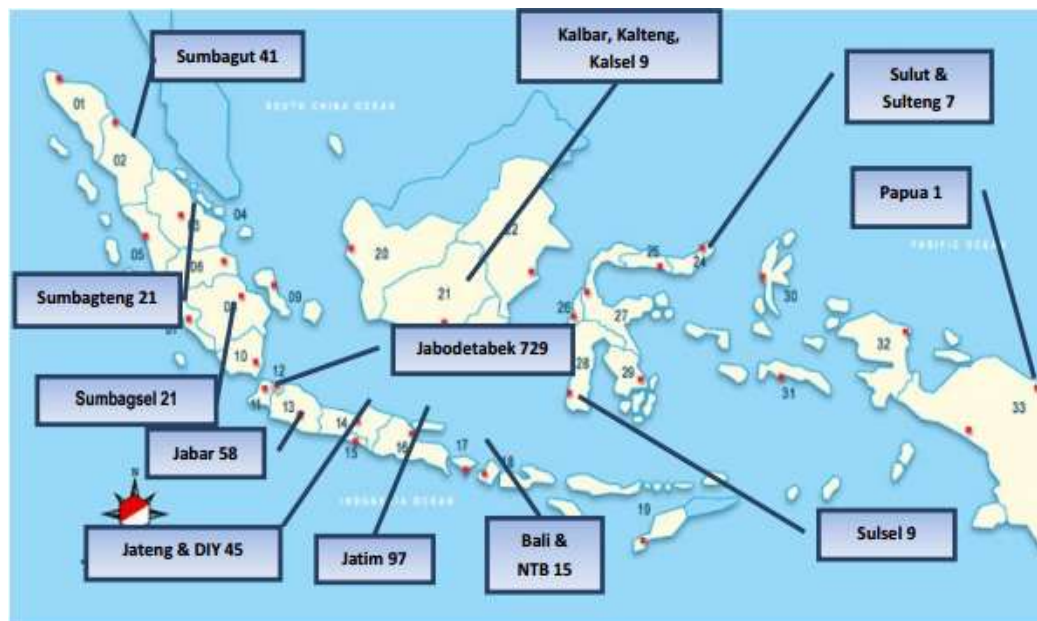 Sumbagut 41
Kalbar, Kalteng,
Kalsel 9
Sulut &
Sulteng 7
Papua 1
SOUTH CHINA OCEAN
PACIFIC OCEAN
01
02
04
05
06
09
10
11
12
13
14
15
16
17
18
19
20
21
22
24
25
26
27
28
29
30
31
32
33
Sumbagteng 21
Jabodetabek 729
Sumbagsel 21
Jabar 58
N
Jateng & DIY 45
Jatim 97
Bali &
NTB 15
Sulsel 9